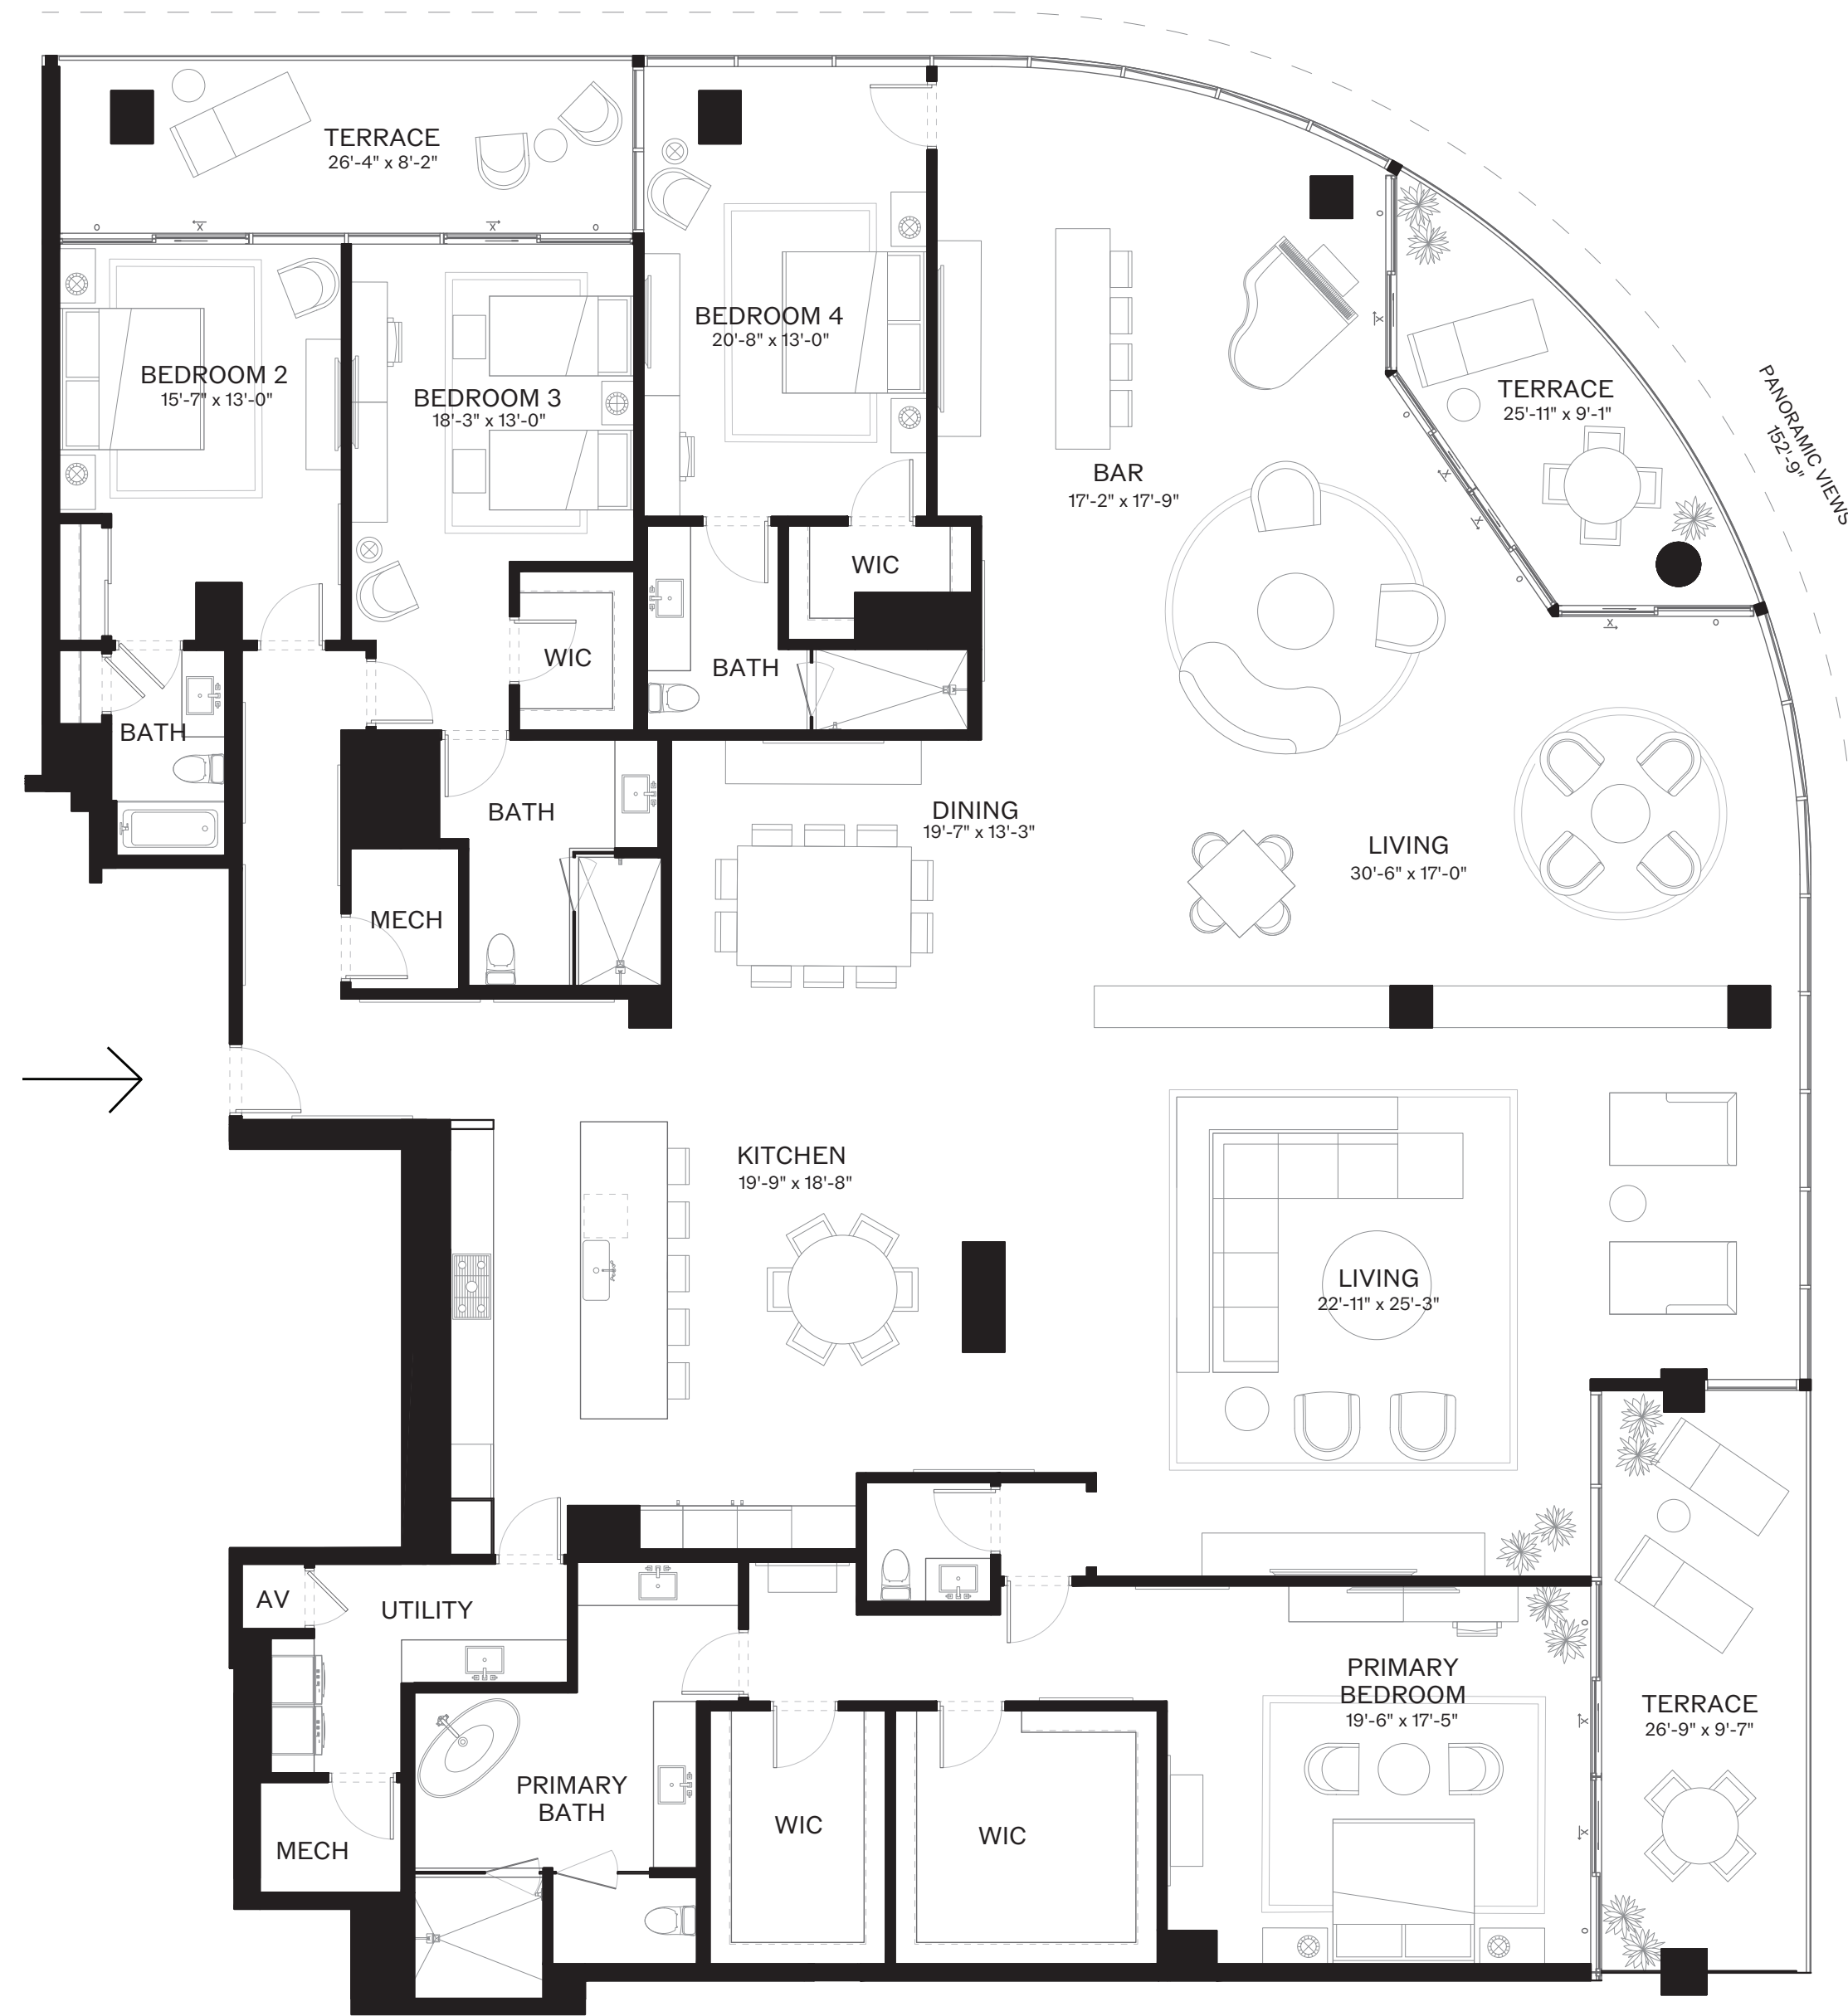 TERRACE
26'-4" x 8'-2"
BEDROOM 2
15'-7" x 13'-0"
BEDROOM 3
18'-3" x 13'-0"
BEDROOM 4
20'-8" x 13'-0"
BAR
17'-2" x 17'-9"
TERRACE
25'-11" x 9'-1"
PANORAMIC VIEWS
152'-9"
WIC
WIC
BATH
BATH
BATH
MECH
DINING
19'-7" x 13'-3"
LIVING
30'-6" x 17'-0"
KITCHEN
19'-9" x 18'-8"
LIVING
22'-11" x 25'-3"
AV
UTILITY
MECH
PRIMARY
BATH
WIC
WIC
PRIMARY
BEDROOM
19'-6" x 17'-5"
TERRACE
26'-9" x 9'-7"
O
X
X
O
O
X
O
X
X
O
X
O
O
X
X
O